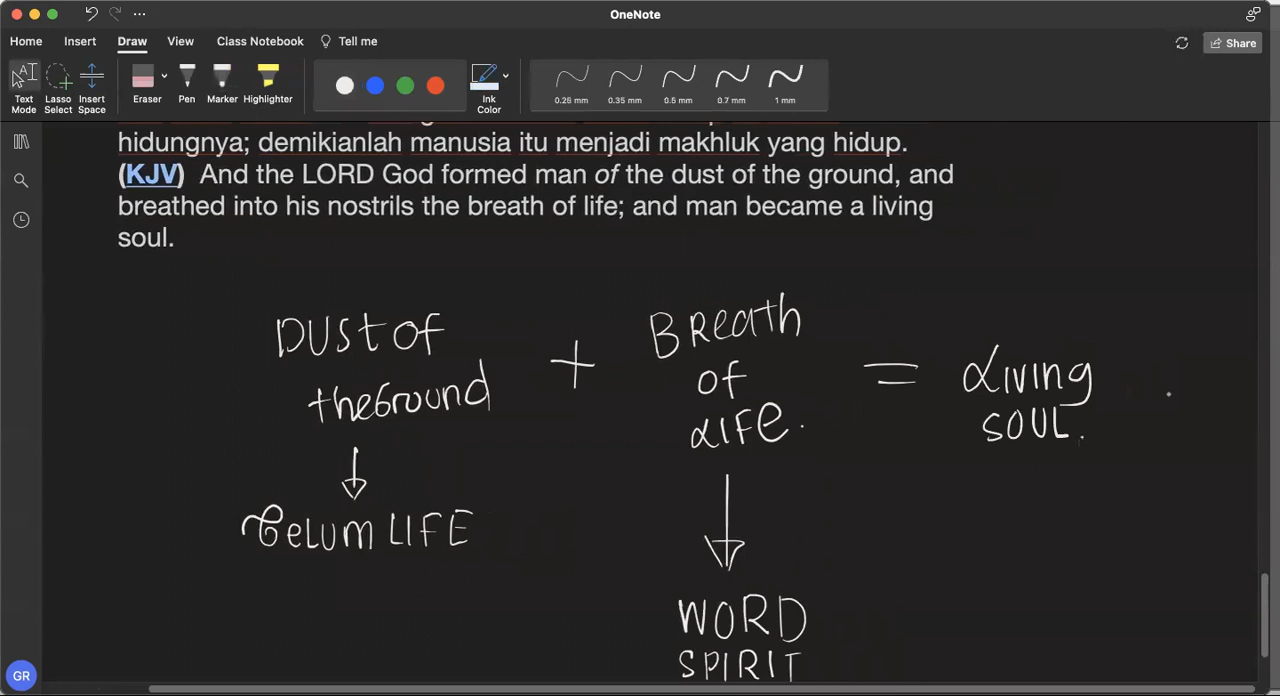 OneNote
Home Insert Draw View Class Notebook Tell me
Share
Text Mode
Lasso Select
Insert Space
Eraser
Pen
Marker
Highlighter
Ink Color
0.25 mm
0.35 mm
0.5 mm
0.7 mm
1 mm
hidungnya; demikianlah manusia itu menjadi makhluk yang hidup.
(KJV) And the LORD God formed man of the dust of the ground, and
breathed into his nostrils the breath of life; and man became a living
soul.
DUst of
the Ground
+
BReath
of
LIFe.
=
Living
SOUL.
BeLUm LIFE
WORD
SPIRIT
GR